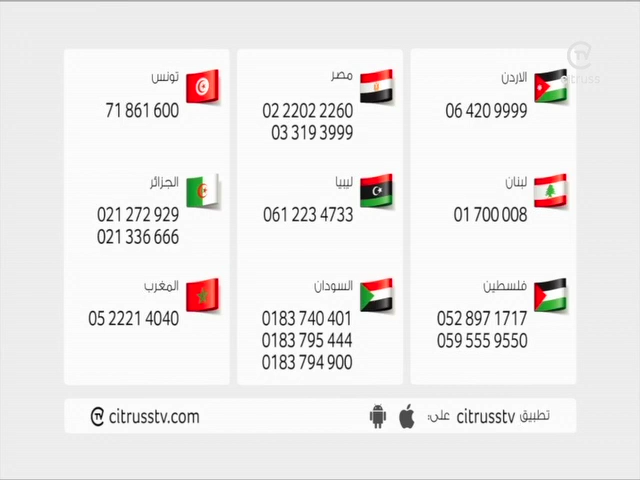 citruss
TV
الاردن
06 420 9999
لبنان
01 700 008
فلسطين
052 897 1717
059 555 9550
مصر
02 2202 2260
03 319 3999
ليبيا
061 223 4733
السودان
0183 740 401
0183 795 444
0183 794 900
تونس
71 861 600
الجزائر
021 272 929
021 336 666
المغرب
05 2221 4040
تطبيق citrusstv على:
TV citrusstv.com